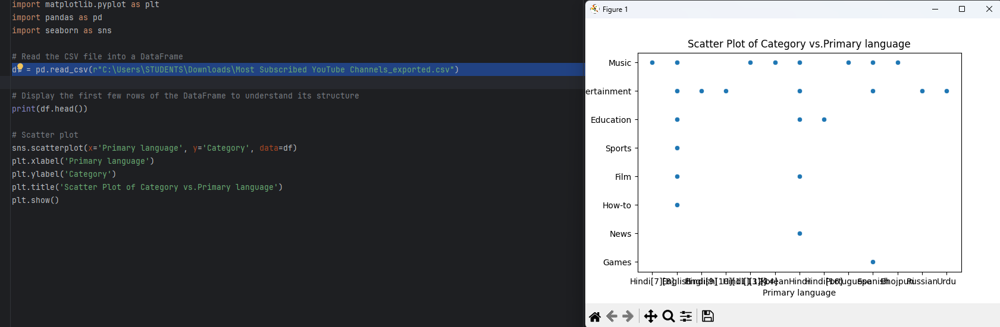 import matplotlib.pyplot as plt
import pandas as pd
import seaborn as sns
# Read the CSV file into a DataFrame
df = pd.read_csv(r"C:\Users\STUDENTS\Downloads\Most Subscribed YouTube Channels_exported.csv")
# Display the first few rows of the DataFrame to understand its structure
print(df.head())
# Scatter plot
sns.scatterplot(x='Primary language', y='Category', data=df)
plt.xlabel('Primary language')
plt.ylabel('Category')
plt.title('Scatter Plot of Category vs.Primary language')
plt.show()
Figure 1
Scatter Plot of Category vs.Primary language
Music
ertainment
Education
Sports
Film
How-to
News
Games
Hindi[7][8] English Korean Hindi Hindi[16] Portuguese Spanish Bhojpuri Russian Urdu
Primary language